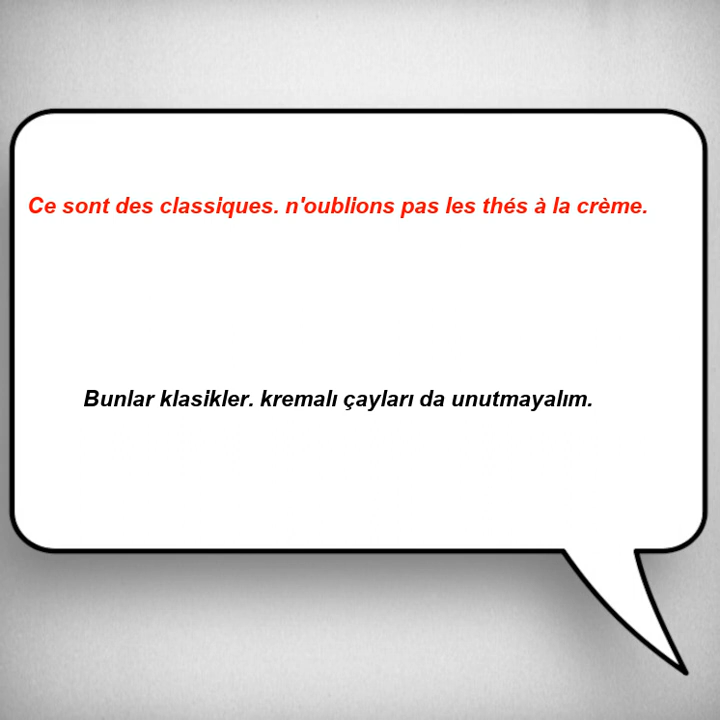 Ce sont des classiques. n'oublions pas les thés à la crème.
Bunlar klasikler. kremalı çayları da unutmayalım.